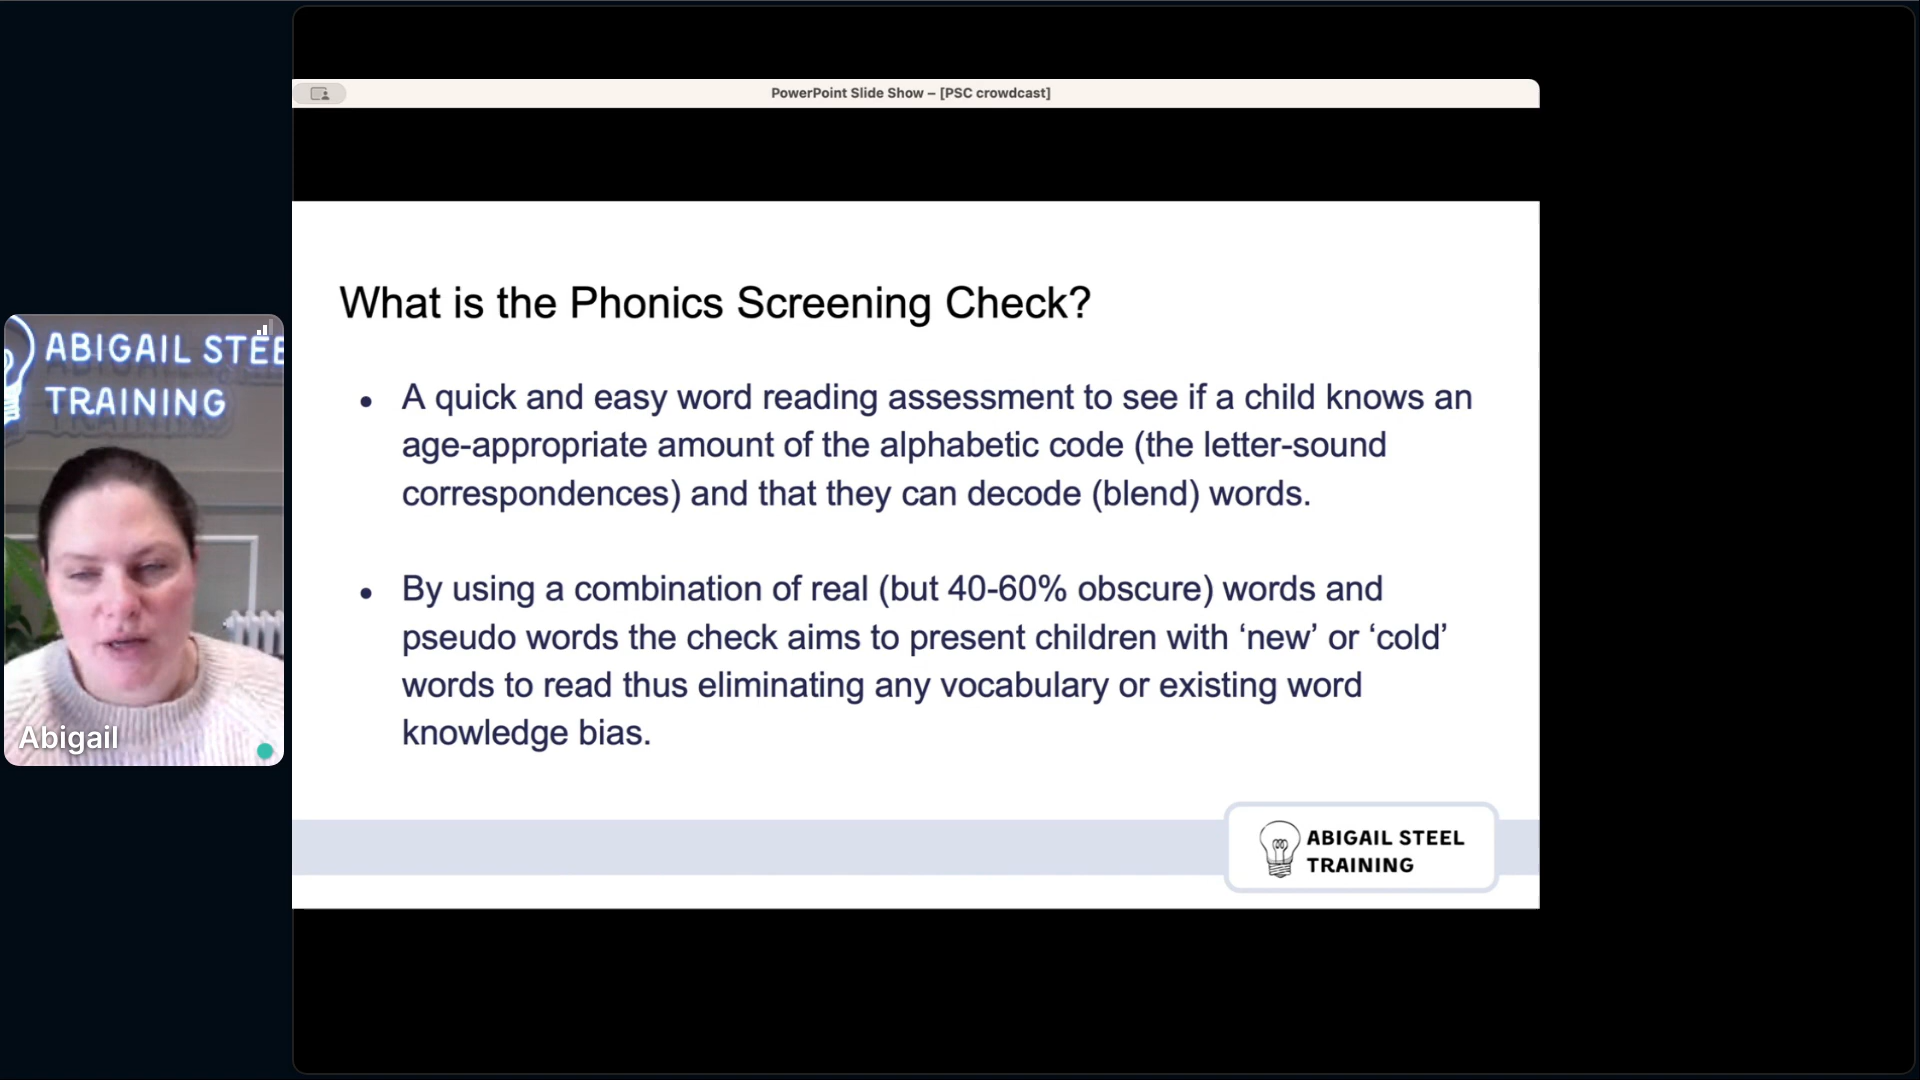 PowerPoint Slide Show – [PSC crowdcast]
What is the Phonics Screening Check?
• A quick and easy word reading assessment to see if a child knows an
age-appropriate amount of the alphabetic code (the letter-sound
correspondences) and that they can decode (blend) words.
• By using a combination of real (but 40-60% obscure) words and
pseudo words the check aims to present children with ‘new’ or ‘cold’
words to read thus eliminating any vocabulary or existing word
knowledge bias.
ABIGAIL STEEL
TRAINING
ABIGAIL STEE
TRAINING
Abigail